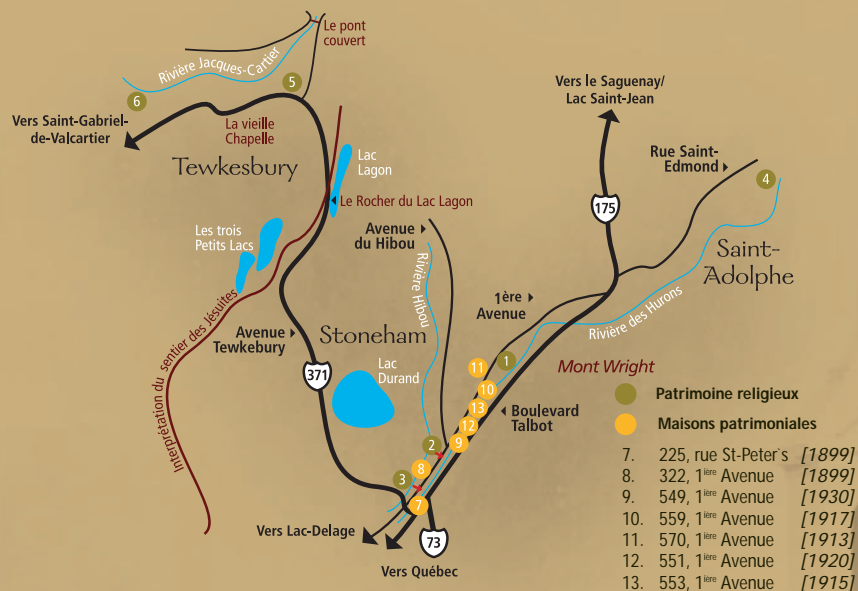 Le pont
couvert
Rivière Jacques-Cartier
5
6
Vers Saint-Gabriel-
de-Valcartier
La vieille
Chapelle
Tewkesbury
Lac
Lagon
Le Rocher du Lac Lagon
Les trois
Petits Lacs
Interprétation du sentier des Jésuites
Avenue
Tewkebury
371
Stoneham
Lac
Durand
Avenue
du Hibou
Rivière Hibou
Vers le Saguenay/
Lac Saint-Jean
175
Rue Saint-
Edmond
4
Saint-
Adolphe
1ère
Avenue
Rivière des Hurons
11
1
10
13
12
9
2
8
3
7
Boulevard
Talbot
Vers Lac-Delage
73
Vers Québec
Mont Wright
Patrimoine religieux
Maisons patrimoniales
7. 225, rue St-Peter`s [1899]
8. 322, 1ière Avenue [1899]
9. 549, 1ière Avenue [1930]
10. 559, 1ière Avenue [1917]
11. 570, 1ière Avenue [1913]
12. 551, 1ière Avenue [1920]
13. 553, 1ière Avenue [1915]